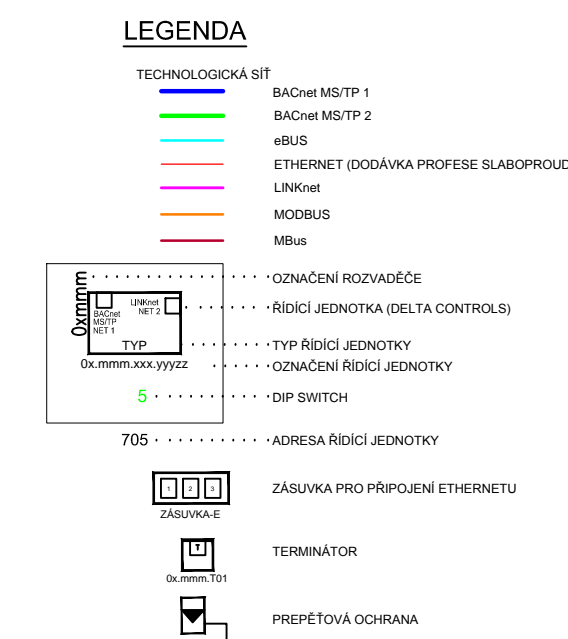 LEGENDA
TECHNOLOGICKÁ SÍŤ
BACnet MS/TP 1
BACnet MS/TP 2
eBUS
ETHERNET (DODÁVKA PROFESE SLABOPROUD
LINKnet
MODBUS
MBus
0xmmm
OZNAČENÍ ROZVADĚČE
BACnet
MS/TP
NET 1
LINKnet
NET 2
ŘÍDÍCÍ JEDNOTKA (DELTA CONTROLS)
TYP
TYP ŘÍDÍCÍ JEDNOTKY
0x.mmm.xxx.yyyzz
OZNAČENÍ ŘÍDÍCÍ JEDNOTKY
5
DIP SWITCH
705
ADRESA ŘÍDÍCÍ JEDNOTKY
1 2 3
ZÁSUVKA-E
ZÁSUVKA PRO PŘIPOJENÍ ETHERNETU
T
0x.mmm.T01
TERMINÁTOR
PREPĚŤOVÁ OCHRANA